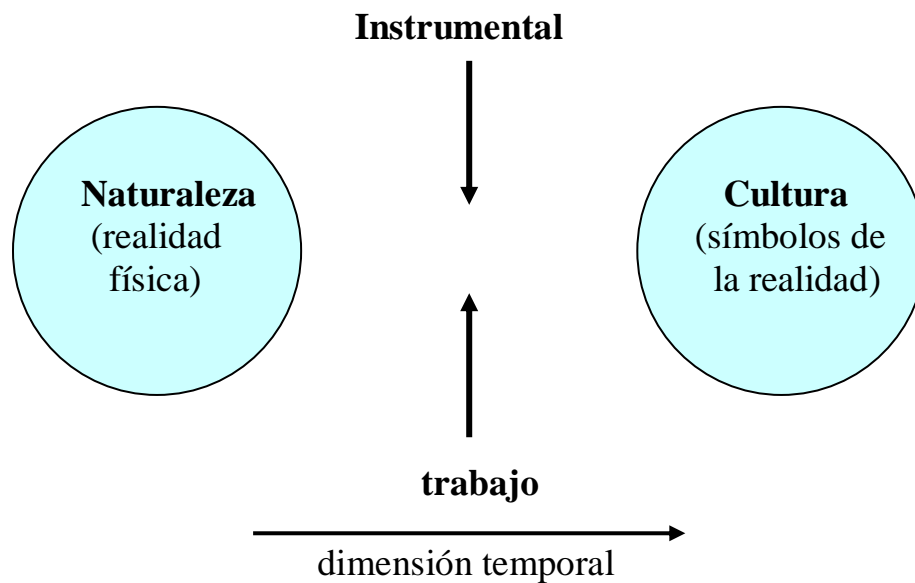 Instrumental
Naturaleza
(realidad
física)
Cultura
(símbolos de
la realidad)
trabajo
dimensión temporal